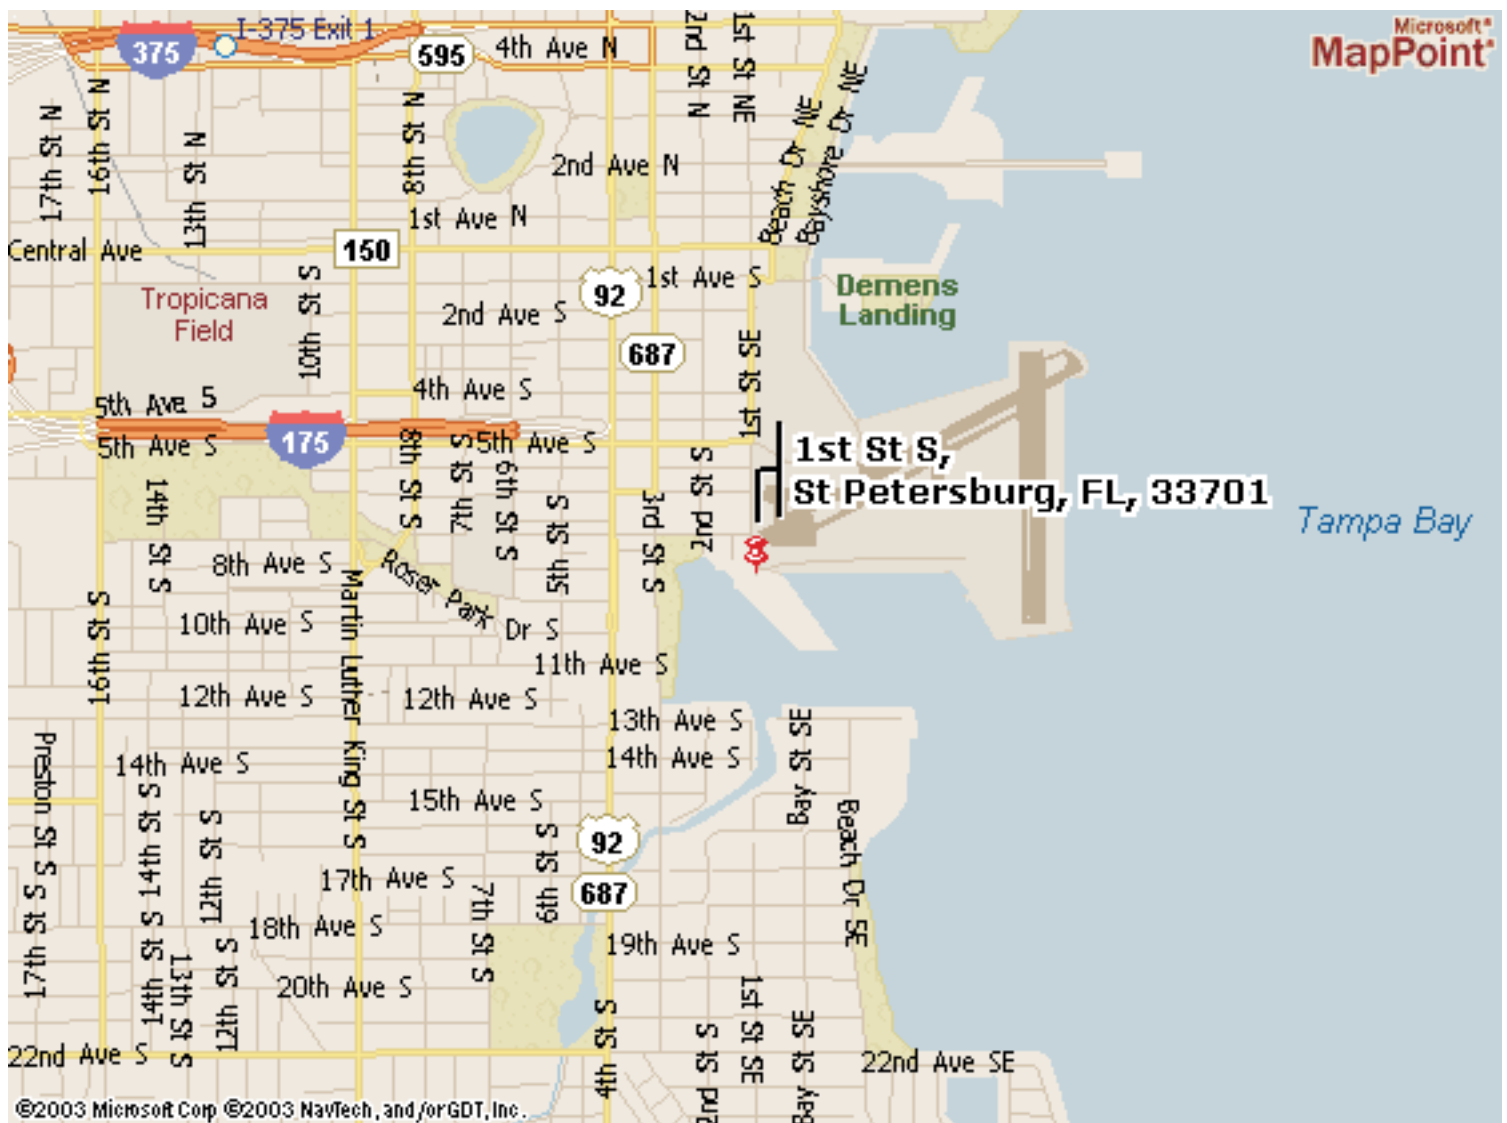 I-375 Exit 1
375
595
4th Ave N
2nd St N
1st St NE
Microsoft®
MapPoint®
17th St N
16th St N
13th St N
8th St N
2nd Ave N
Beach Dr NE
Bayshore Dr NE
1st Ave N
Central Ave
150
10th St S
Tropicana
Field
92
1st Ave S
2nd Ave S
Demens
Landing
687
1st St SE
4th Ave S
5th Ave S
175
5th Ave S
5th Ave S
8th St S
7th St S
6th St S
5th St S
3rd St S
2nd St S
1st St S,
St Petersburg, FL, 33701
Tampa Bay
14th St S
8th Ave S
Roser Park Dr S
16th St S
Martin Luther King St S
10th Ave S
11th Ave S
12th Ave S
12th Ave S
13th Ave S
14th Ave S
Bay St SE
Preston St S
14th Ave S
14th St S
12th St S
15th Ave S
6th St S
92
687
Beach Dr SE
17th Ave S
7th St S
17th St S
14th St S
13th St S
12th St S
18th Ave S
19th Ave S
20th Ave S
4th St S
2nd St S
1st St SE
Bay St SE
22nd Ave S
22nd Ave SE
©2003 Microsoft Corp ©2003 NavTech, and/or GDT, Inc.